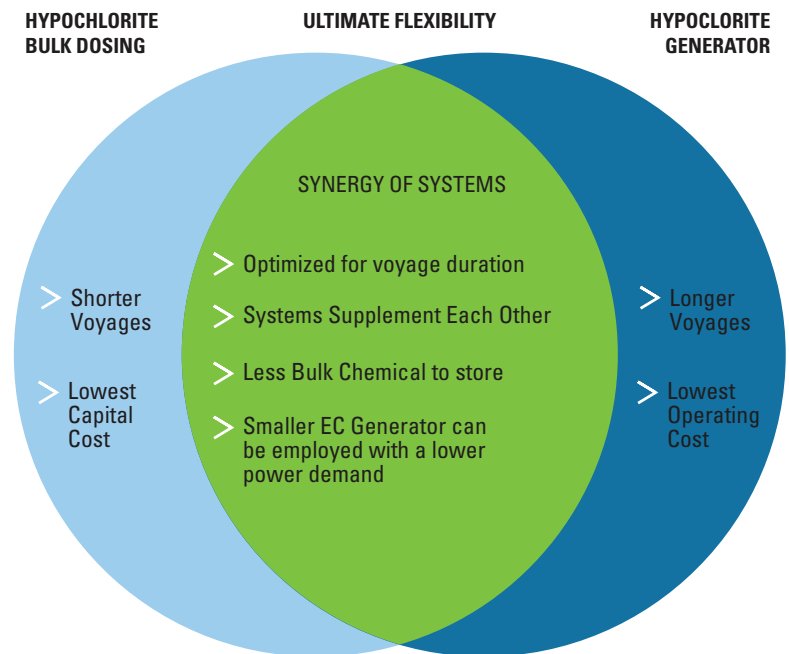 HYPOCHLORITE
BULK DOSING
ULTIMATE FLEXIBILITY
HYPOCLORITE
GENERATOR
SYNERGY OF SYSTEMS
Shorter
Voyages
Lowest
Capital
Cost
Optimized for voyage duration
Systems Supplement Each Other
Less Bulk Chemical to store
Smaller EC Generator can
be employed with a lower
power demand
Longer
Voyages
Lowest
Operating
Cost